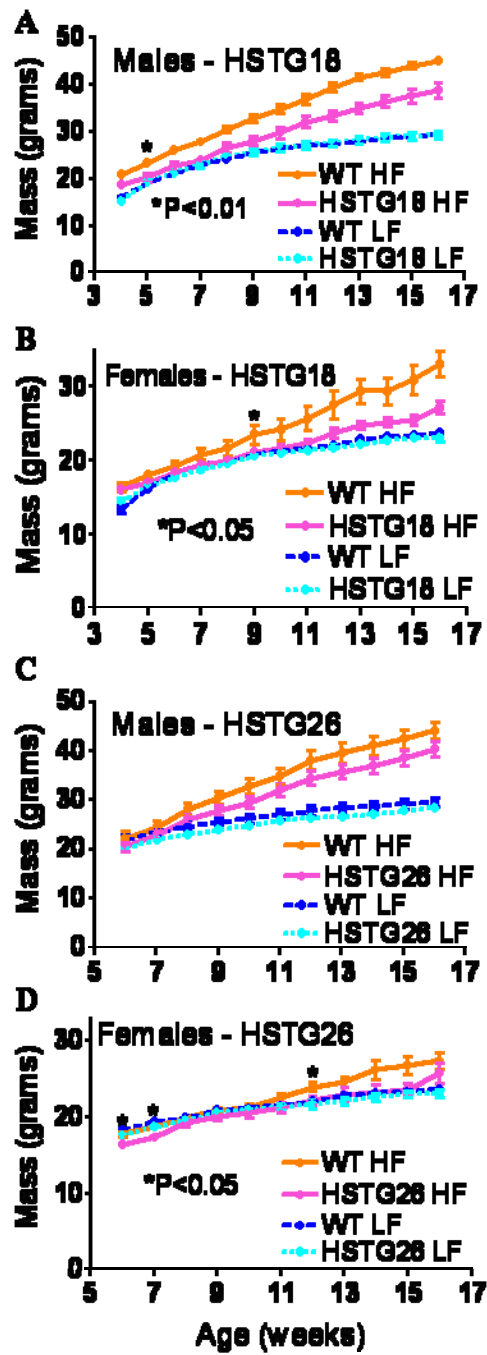 A
Males - HSTG18
Mass (grams)
50
40
30
20
10
0
*
*P<0.01
WT HF
HSTG18 HF
WT LF
HSTG18 LF
3 5 7 9 11 13 15 17
B
Females - HSTG18
Mass (grams)
30
20
10
0
*
*P<0.05
WT HF
HSTG18 HF
WT LF
HSTG18 LF
3 5 7 9 11 13 15 17
C
Males - HSTG26
Mass (grams)
50
40
30
20
10
0
WT HF
HSTG26 HF
WT LF
HSTG26 LF
5 7 9 11 13 15 17
D
Females - HSTG26
Mass (grams)
30
20
10
0
* * *
*P<0.05
WT HF
HSTG26 HF
WT LF
HSTG26 LF
5 7 9 11 13 15 17
Age (weeks)